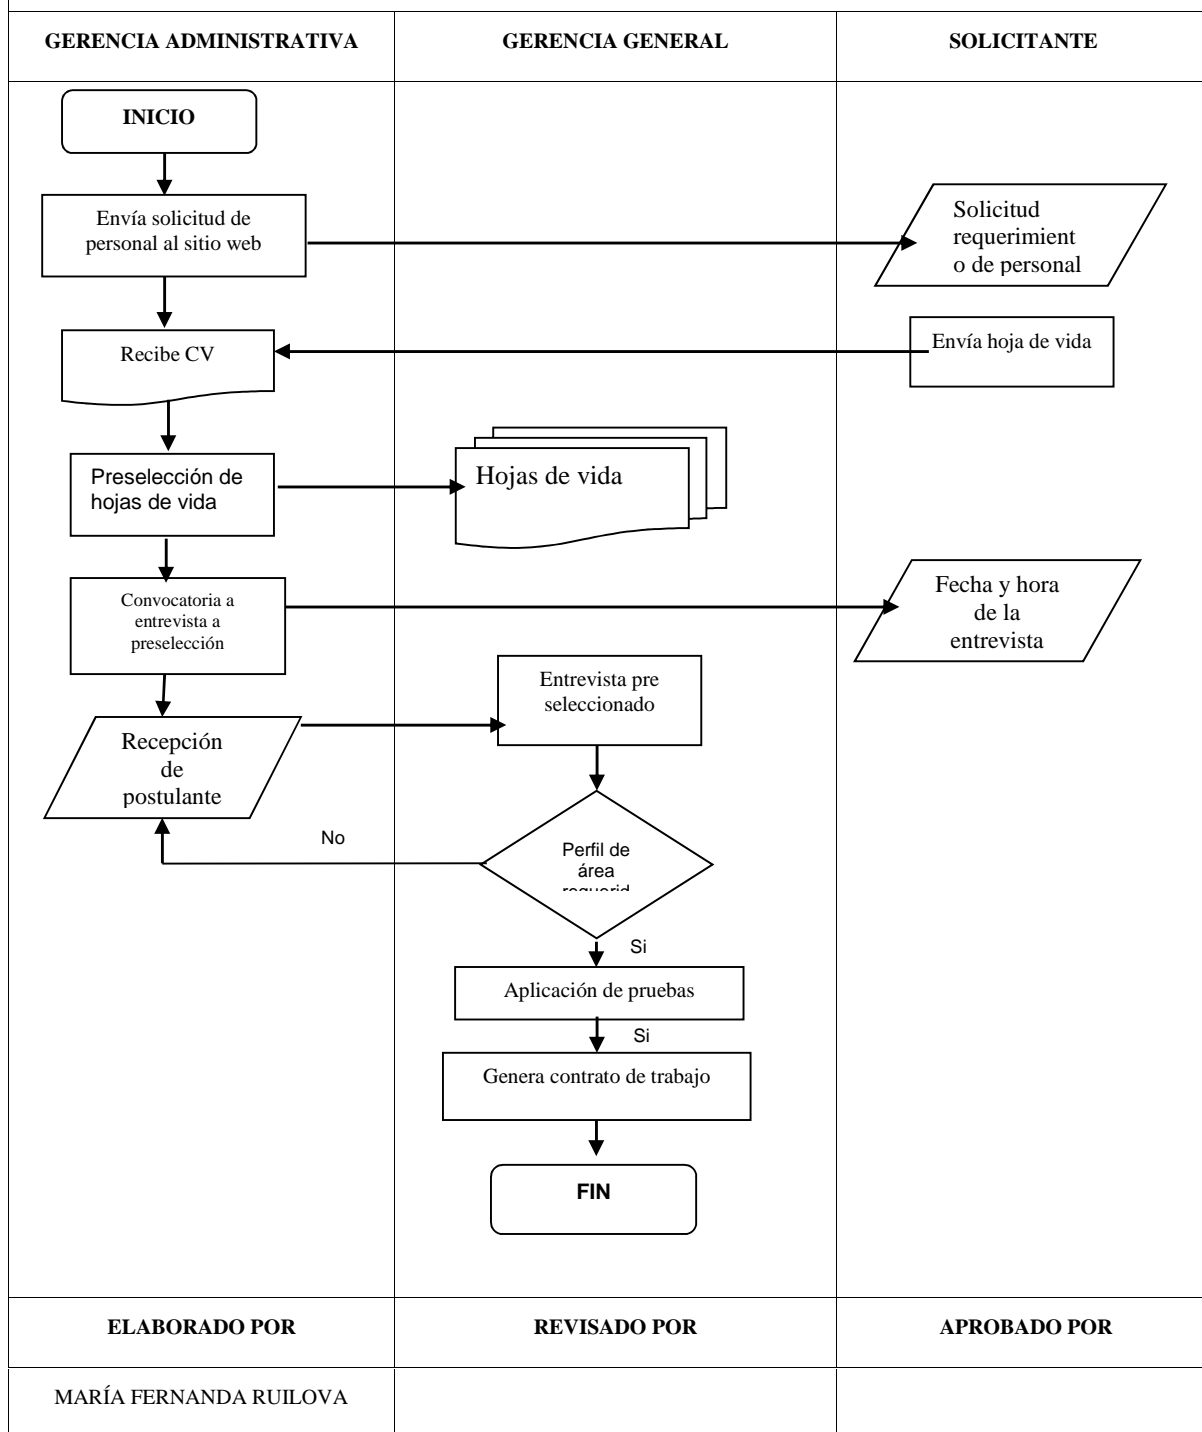 GERENCIA ADMINISTRATIVA
GERENCIA GENERAL
SOLICITANTE
INICIO
Envía solicitud de
personal al sitio web
Solicitud
requerimient
o de personal
Recibe CV
Envía hoja de vida
Preselección de
hojas de vida
Hojas de vida
Convocatoria a
entrevista a
preselección
Fecha y hora
de la
entrevista
Entrevista pre
seleccionado
Recepción
de
postulante
No
Perfil de
área
Si
Aplicación de pruebas
Si
Genera contrato de trabajo
FIN
ELABORADO POR
REVISADO POR
APROBADO POR
MARÍA FERNANDA RUILOVA